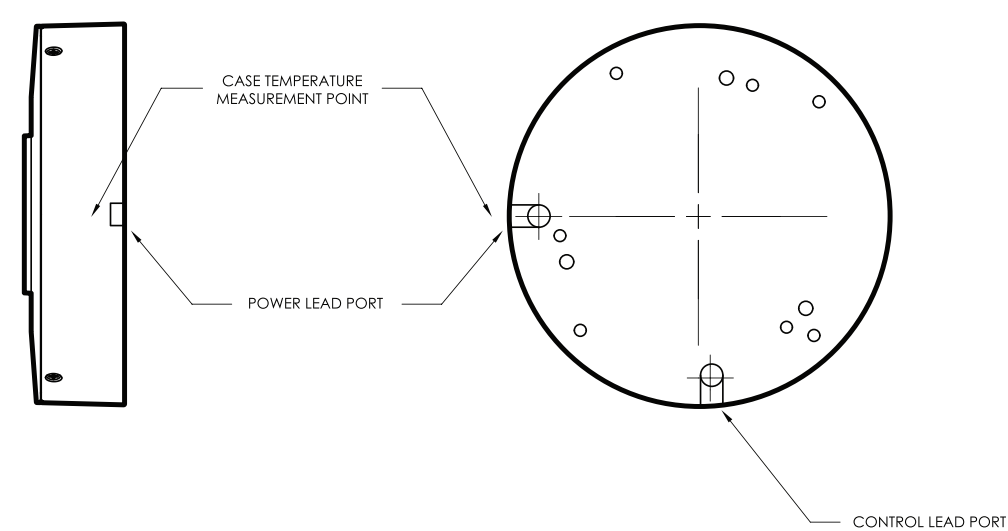 CASE TEMPERATURE
MEASUREMENT POINT
POWER LEAD PORT
CONTROL LEAD PORT